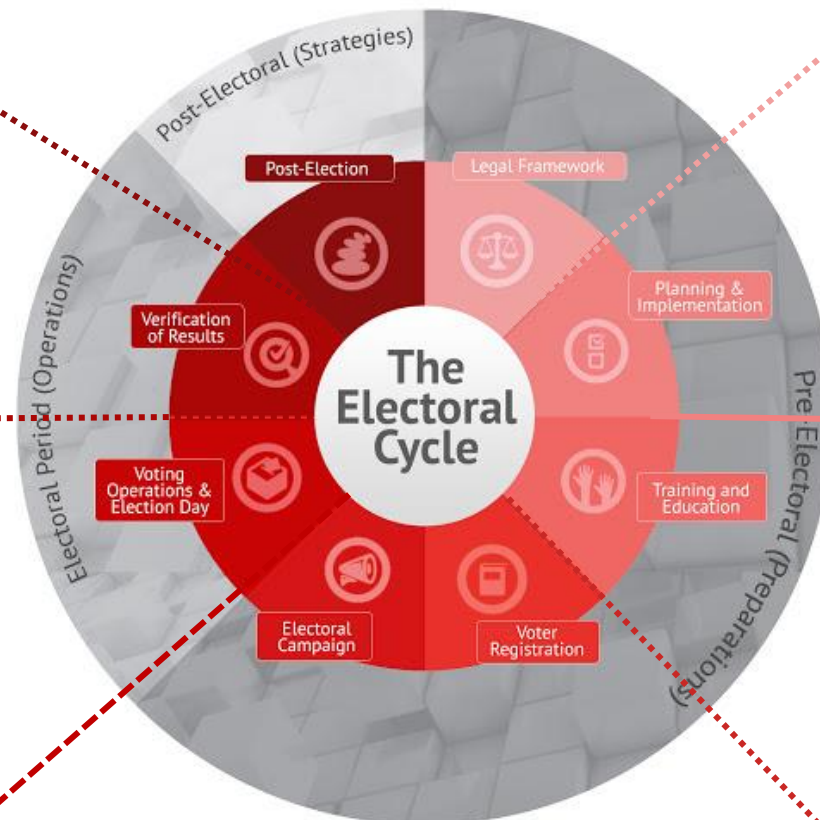 Post-Electoral (Strategies)
Post-Election
Legal Framework
Planning &
Implementation
Verification
of Results
The
Electoral
Cycle
Electoral Period (Operations)
Pre-Electoral (Preparations)
Voting
Operations &
Election Day
Training and
Education
Electoral
Campaign
Voter
Registration